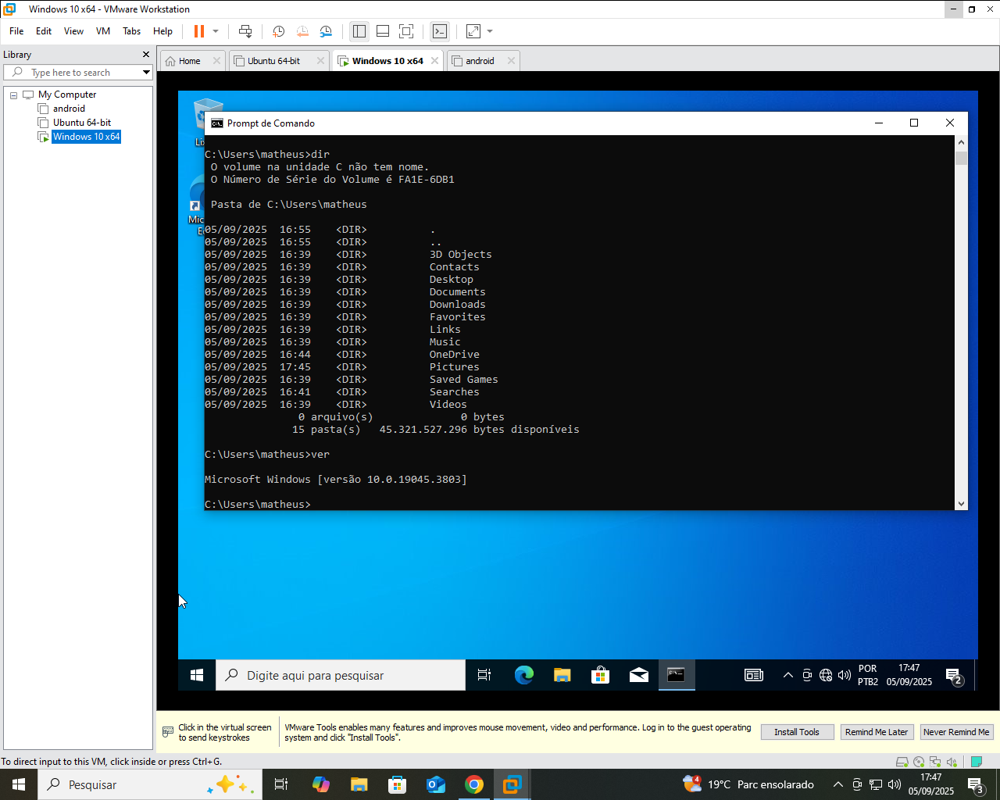 Windows 10 x64 - VMware Workstation
File Edit View VM Tabs Help
Library
Type here to search
My Computer
android
Ubuntu 64-bit
Windows 10 x64
Home
Ubuntu 64-bit
Windows 10 x64
android
Prompt de Comando
C:\Users\matheus>dir
O volume na unidade C não tem nome.
O Número de Série do Volume é FA1E-6DB1
Pasta de C:\Users\matheus
05/09/2025 16:55 <DIR> .
05/09/2025 16:55 <DIR> ..
05/09/2025 16:39 <DIR> 3D Objects
05/09/2025 16:39 <DIR> Contacts
05/09/2025 16:39 <DIR> Desktop
05/09/2025 16:39 <DIR> Documents
05/09/2025 16:39 <DIR> Downloads
05/09/2025 16:39 <DIR> Favorites
05/09/2025 16:39 <DIR> Links
05/09/2025 16:39 <DIR> Music
05/09/2025 16:44 <DIR> OneDrive
05/09/2025 17:45 <DIR> Pictures
05/09/2025 16:39 <DIR> Saved Games
05/09/2025 16:41 <DIR> Searches
05/09/2025 16:39 <DIR> Videos
0 arquivo(s) 0 bytes
15 pasta(s) 45.321.527.296 bytes disponíveis
C:\Users\matheus>ver
Microsoft Windows [versão 10.0.19045.3803]
C:\Users\matheus>
Digite aqui para pesquisar
POR
PTB2
17:47
05/09/2025
2
Click in the virtual screen
to send keystrokes
VMware Tools enables many features and improves mouse movement, video and performance. Log in to the guest operating
system and click "Install Tools".
Install Tools
Remind Me Later
Never Remind Me
To direct input to this VM, click inside or press Ctrl+G.
Pesquisar
4
19°C Parc ensolarado
17:47
05/09/2025
3